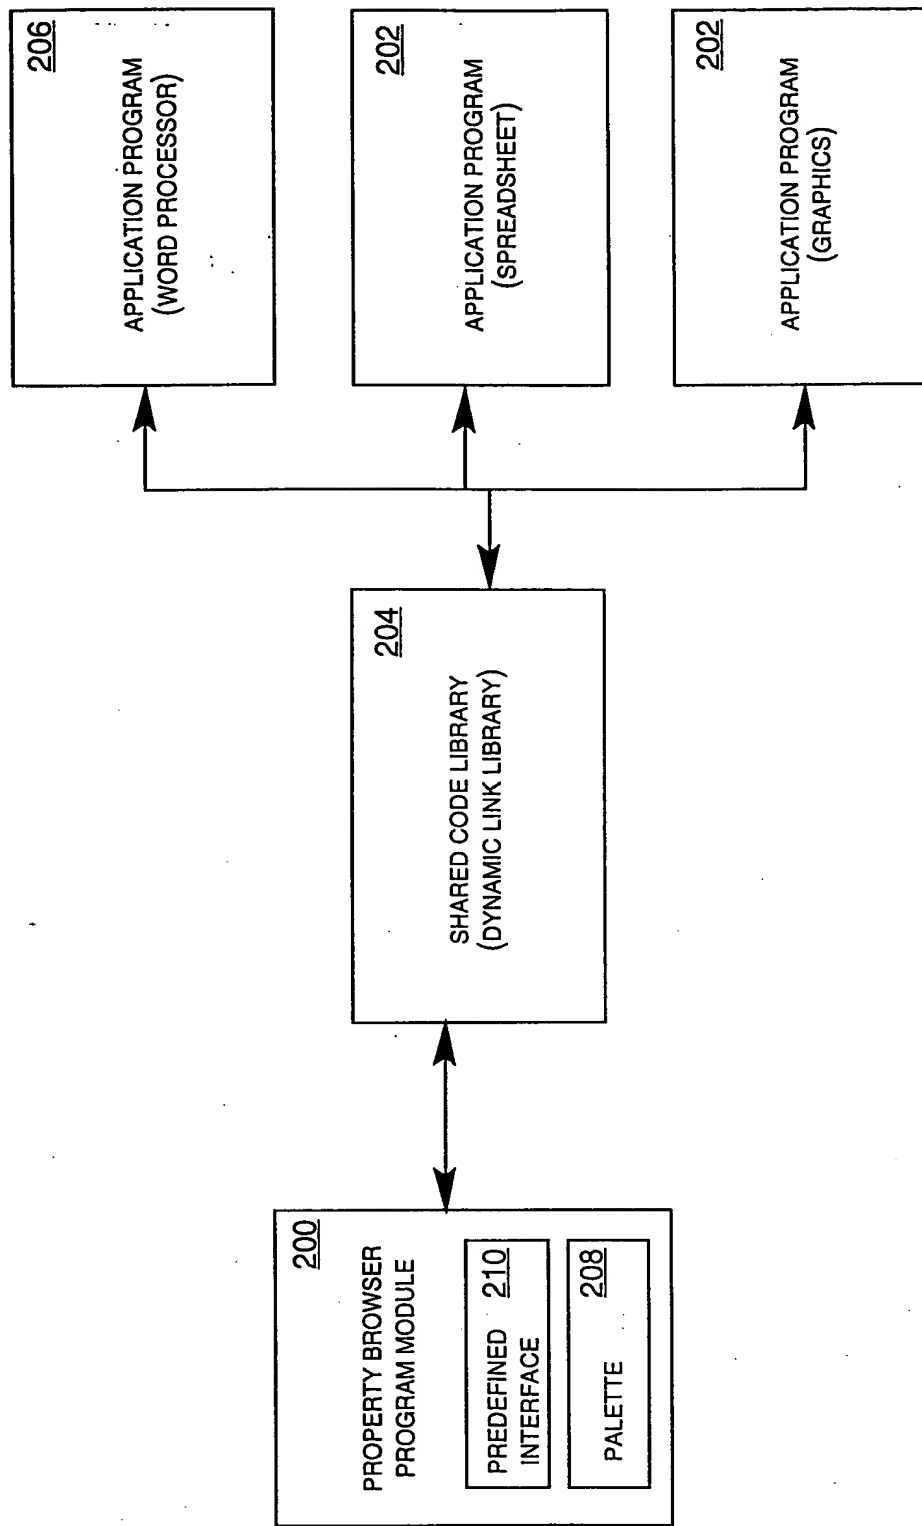 200
PROPERTY BROWSER
PROGRAM MODULE
PREDEFINED
INTERFACE
210
PALETTE
208
204
SHARED CODE LIBRARY
(DYNAMIC LINK LIBRARY)
206
APPLICATION PROGRAM
(WORD PROCESSOR)
202
APPLICATION PROGRAM
(SPREADSHEET)
202
APPLICATION PROGRAM
(GRAPHICS)